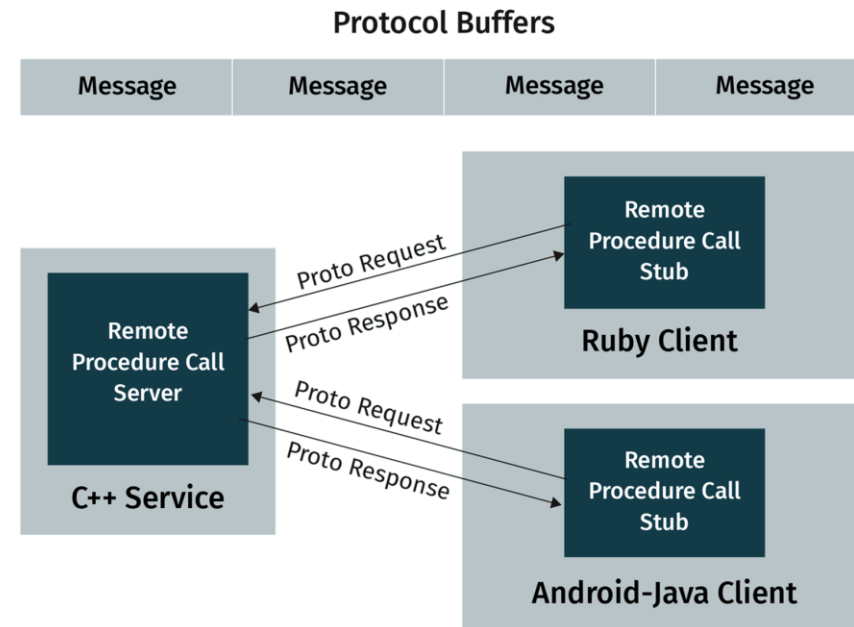 Protocol Buffers
Message Message Message Message
Remote
Procedure Call
Stub
Ruby Client
Proto Request
Proto Response
Remote
Procedure Call
Server
C++ Service
Proto Request
Proto Response
Remote
Procedure Call
Stub
Android-Java Client